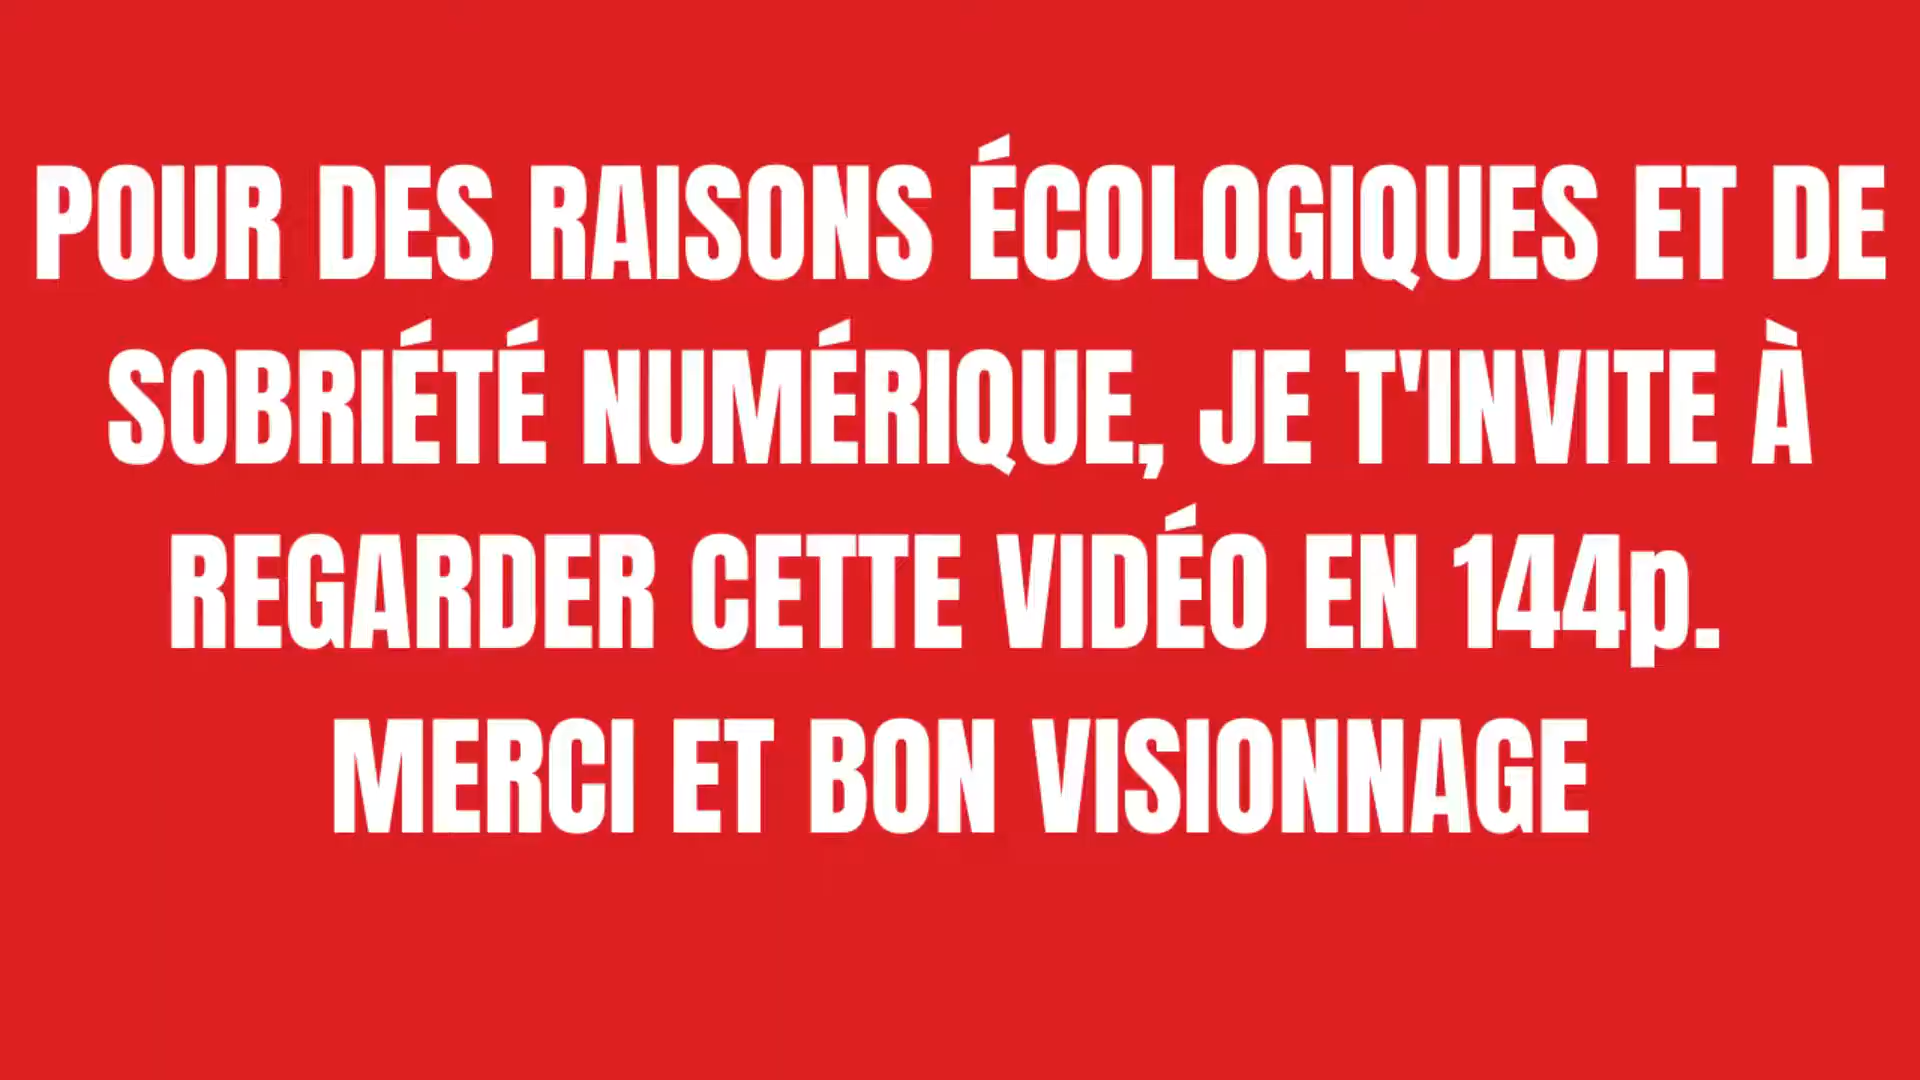 POUR DES RAISONS ÉCOLOGIQUES ET DE
SOBRIÉTÉ NUMÉRIQUE, JE T'INVITE À
REGARDER CETTE VIDÉO EN 144p.
MERCI ET BON VISIONNAGE